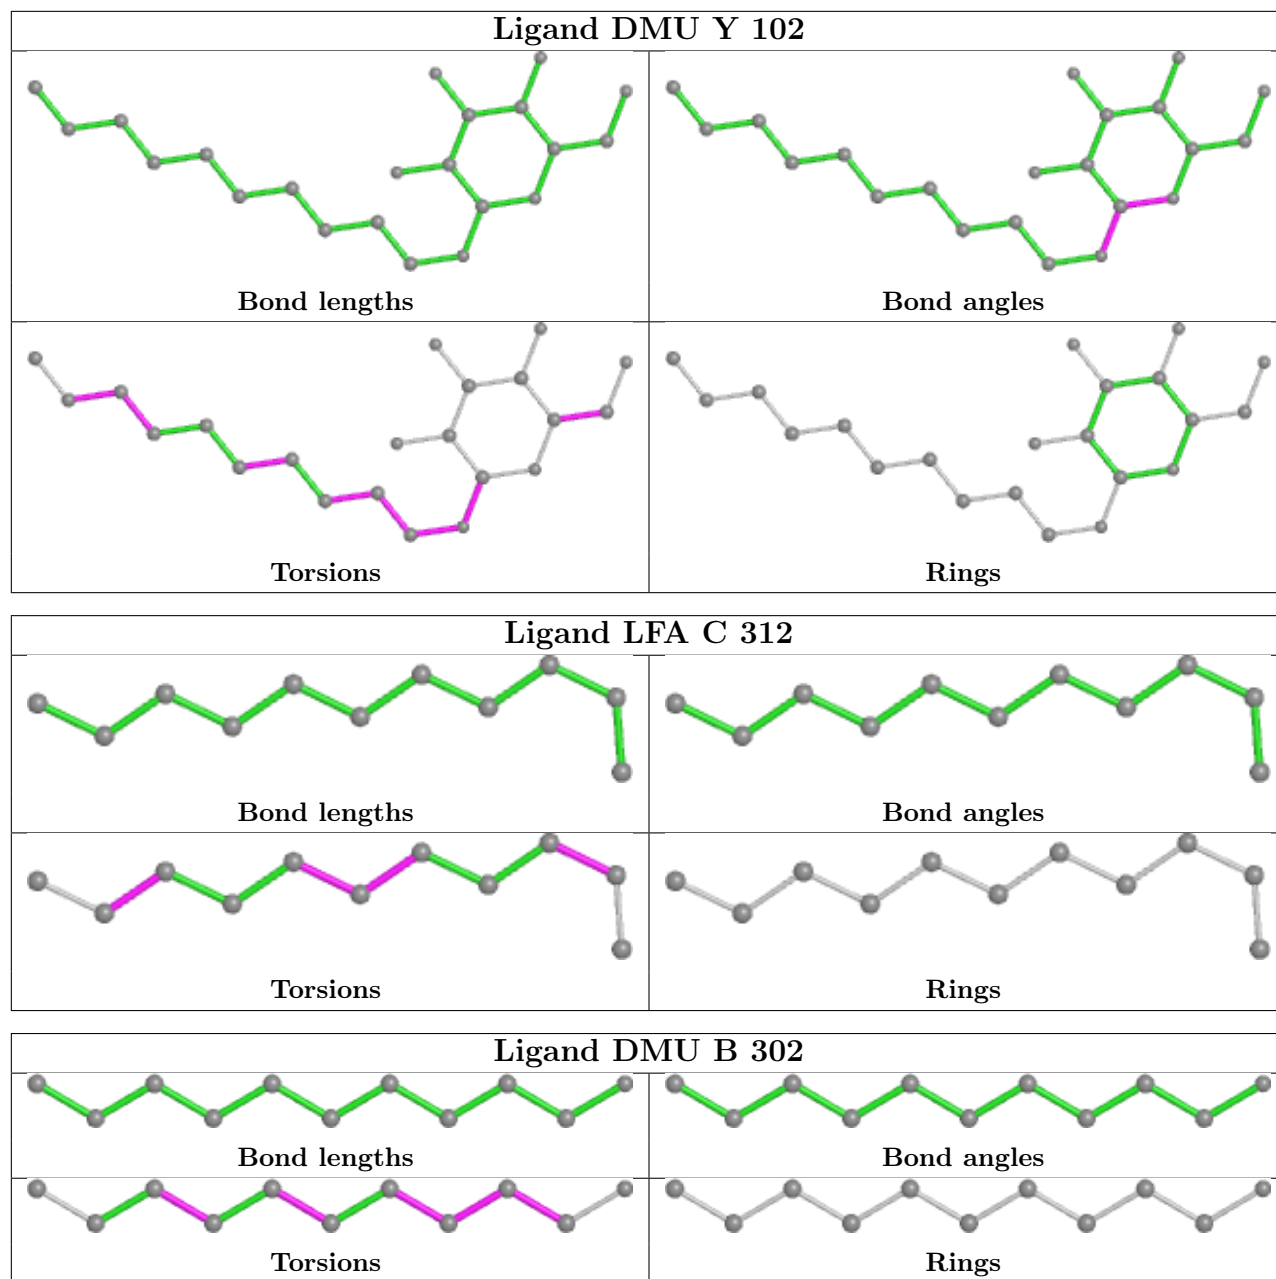 Ligand DMU Y 102
Bond lengths
Bond angles
Torsions
Rings
Ligand LFA C 312
Bond lengths
Bond angles
Torsions
Rings
Ligand DMU B 302
Bond lengths
Bond angles
Torsions
Rings